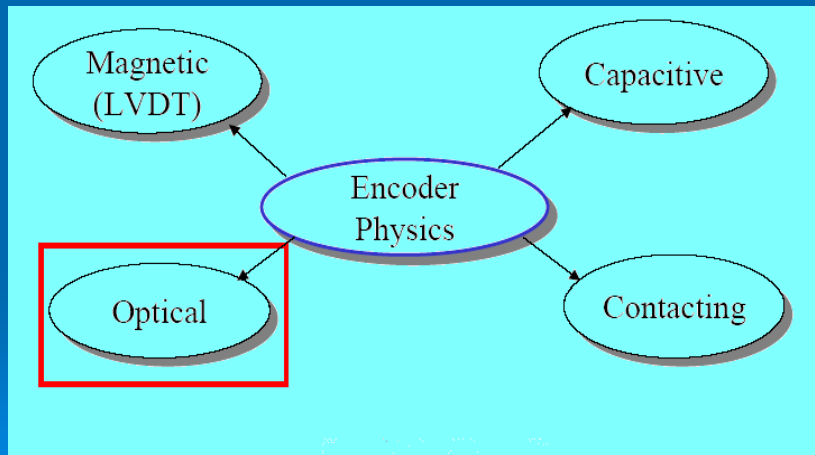 Magnetic
(LVDT)
Capacitive
Encoder
Physics
Optical
Contacting